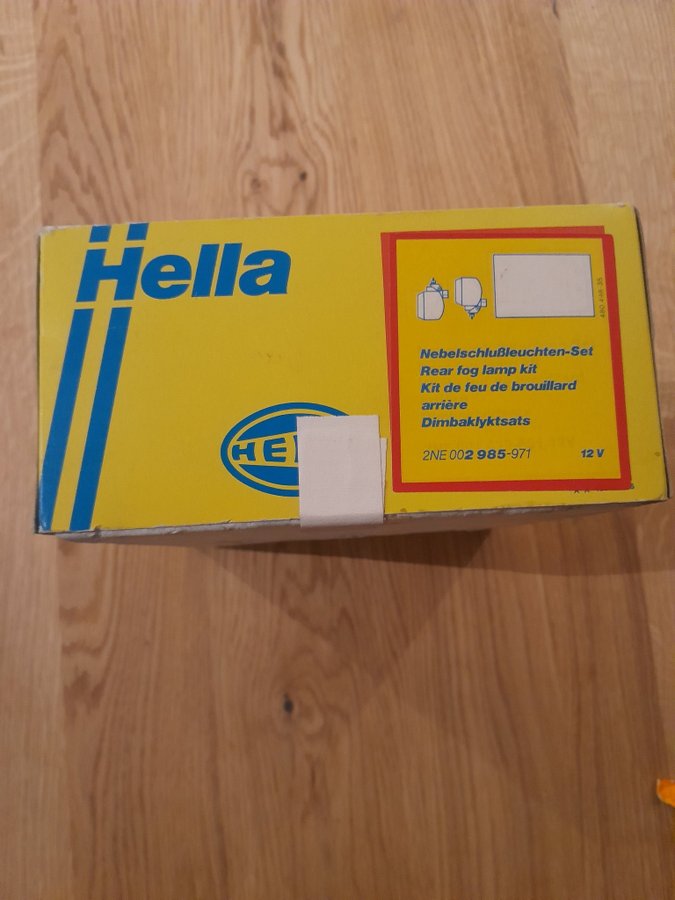 Hella
HE
Nebelschlußleuchten-Set
Rear fog lamp kit
Kit de feu de brouillard
arrière
Dimbaklyktsats
2NE 002 985-971 12 V